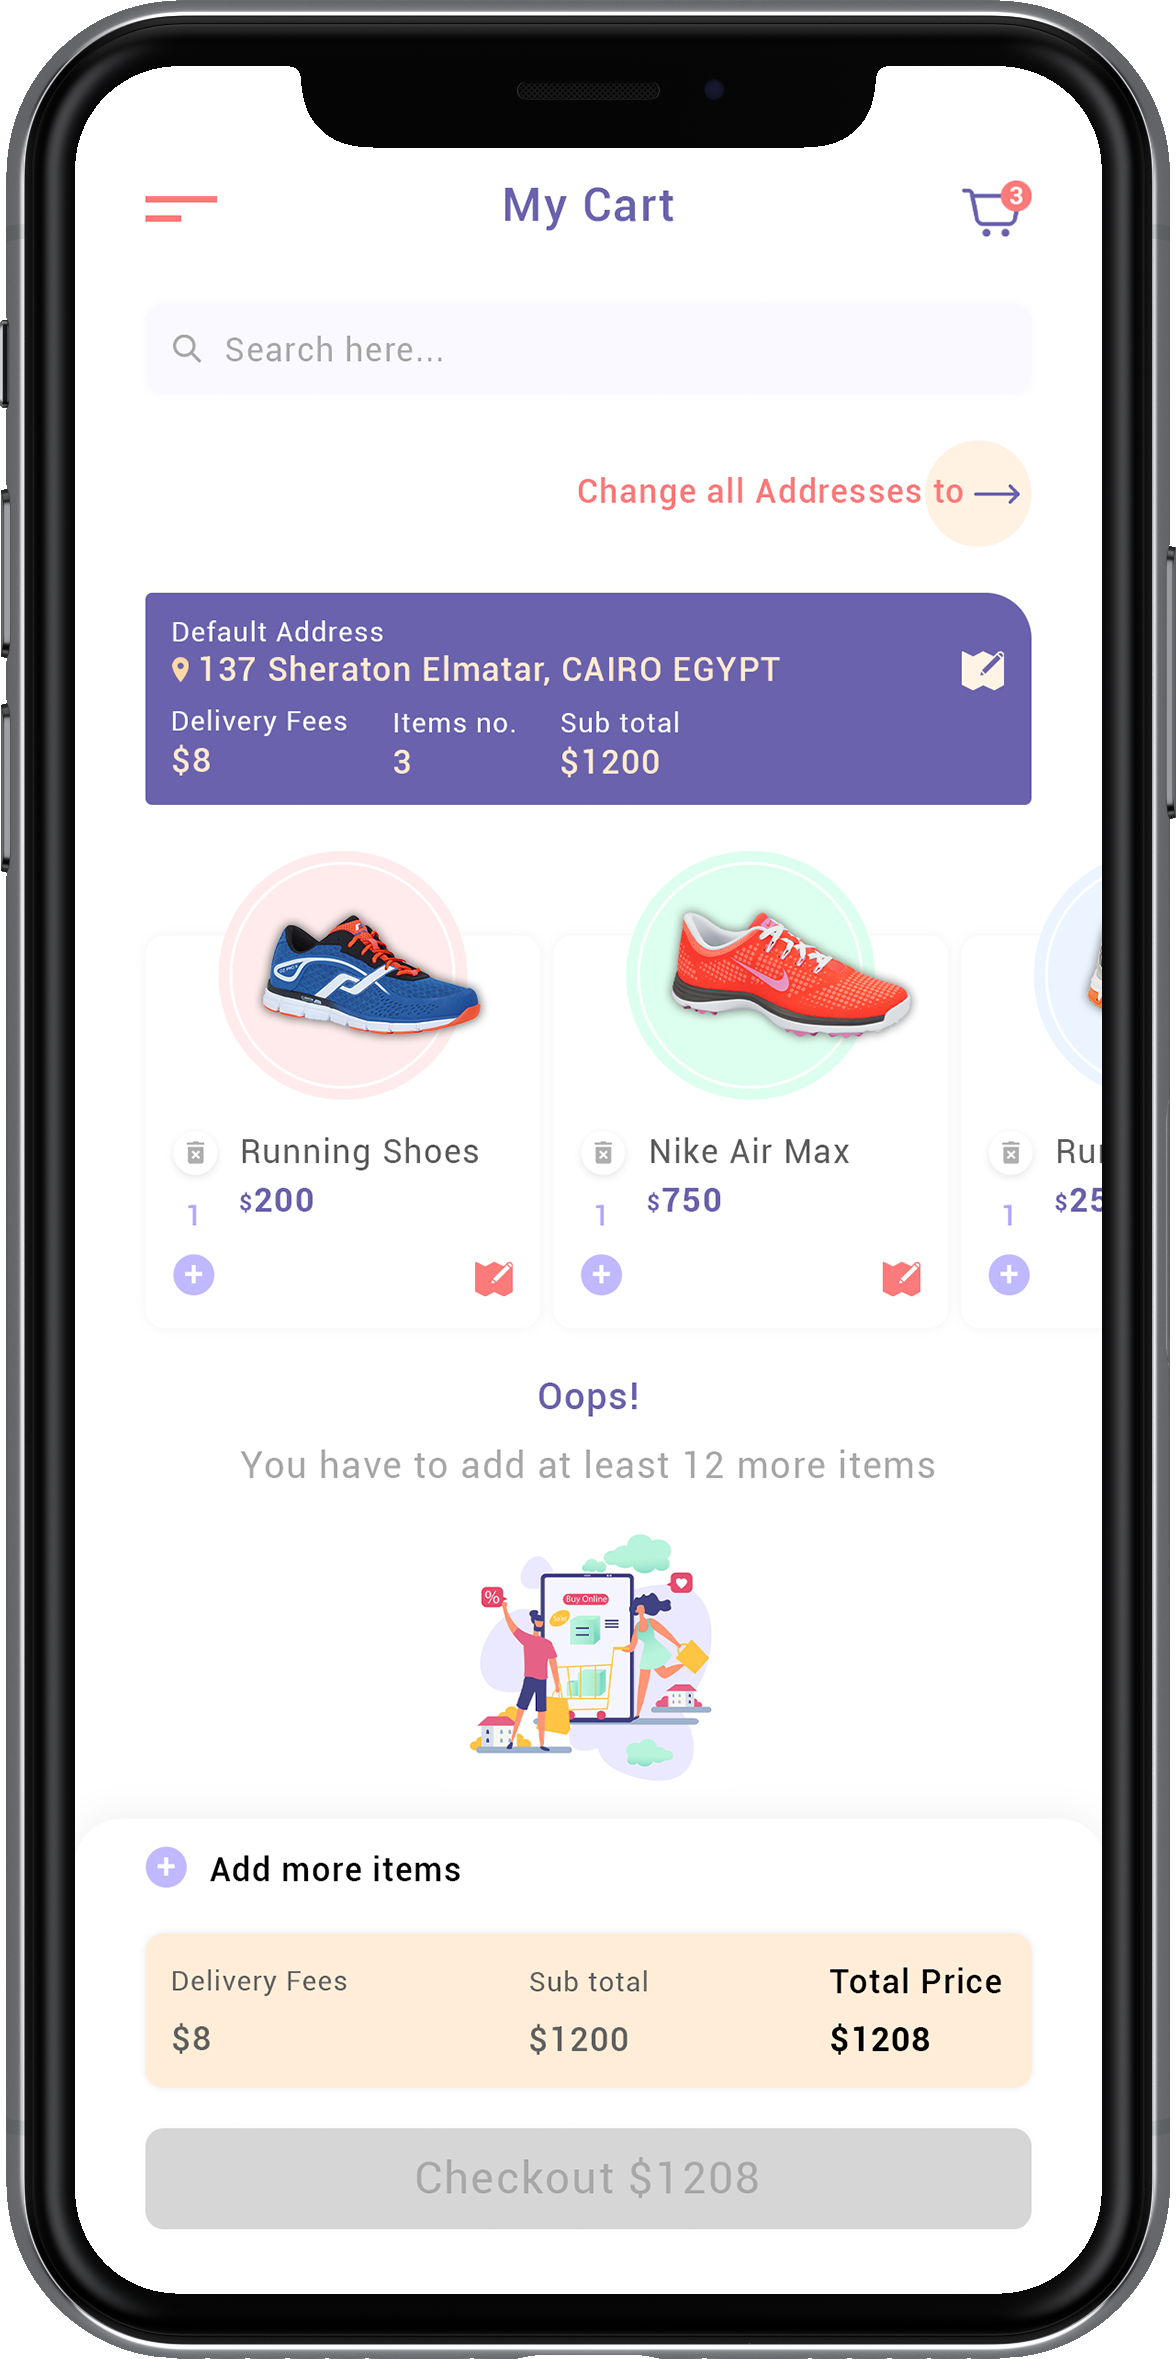 My Cart
3
Search here...
Change all Addresses to
Default Address
137 Sheraton Elmatar, CAIRO EGYPT
Delivery Fees Items no. Sub total
$8 3 $1200
Running Shoes Nike Air Max
$200 $750 $25
1 1 1
Oops!
You have to add at least 12 more items
%
Buy Online
Add more items
Delivery Fees Sub total Total Price
$8 $1200 $1208
Checkout $1208